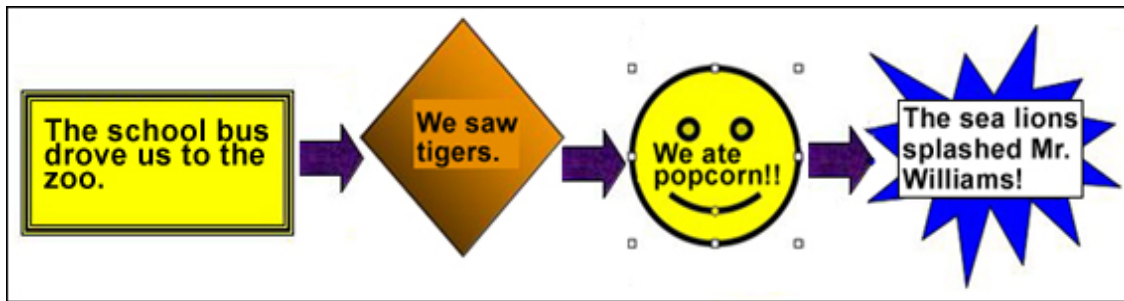 The school bus
drove us to the
zoo.
We saw
tigers.
We ate
popcorn!!
The sea lions
splashed Mr.
Williams!